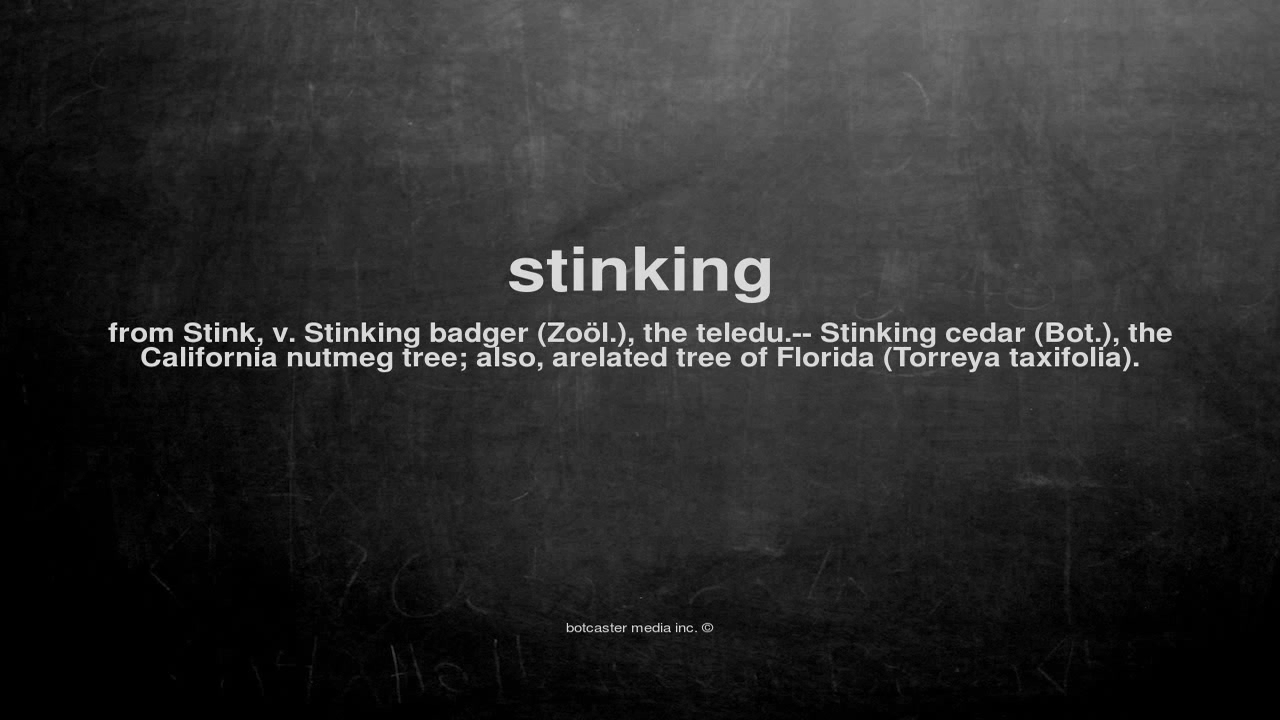 stinking
from Stink, v. Stinking badger (Zoöl.), the teledu.-- Stinking cedar (Bot.), the
California nutmeg tree; also, arelated tree of Florida (Torreya taxifolia).
botcaster media inc. ©